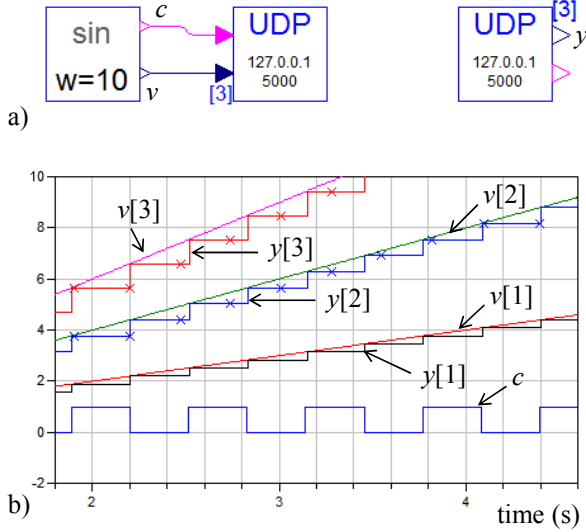 sin
w=10
c
v
[3]
UDP
127.0.0.1
5000
UDP
127.0.0.1
5000
[3]
y
a)
10
8
6
4
2
0
-2
v[3]
y[3]
v[2]
y[2]
v[1]
y[1]
c
2
3
4
b)
time (s)